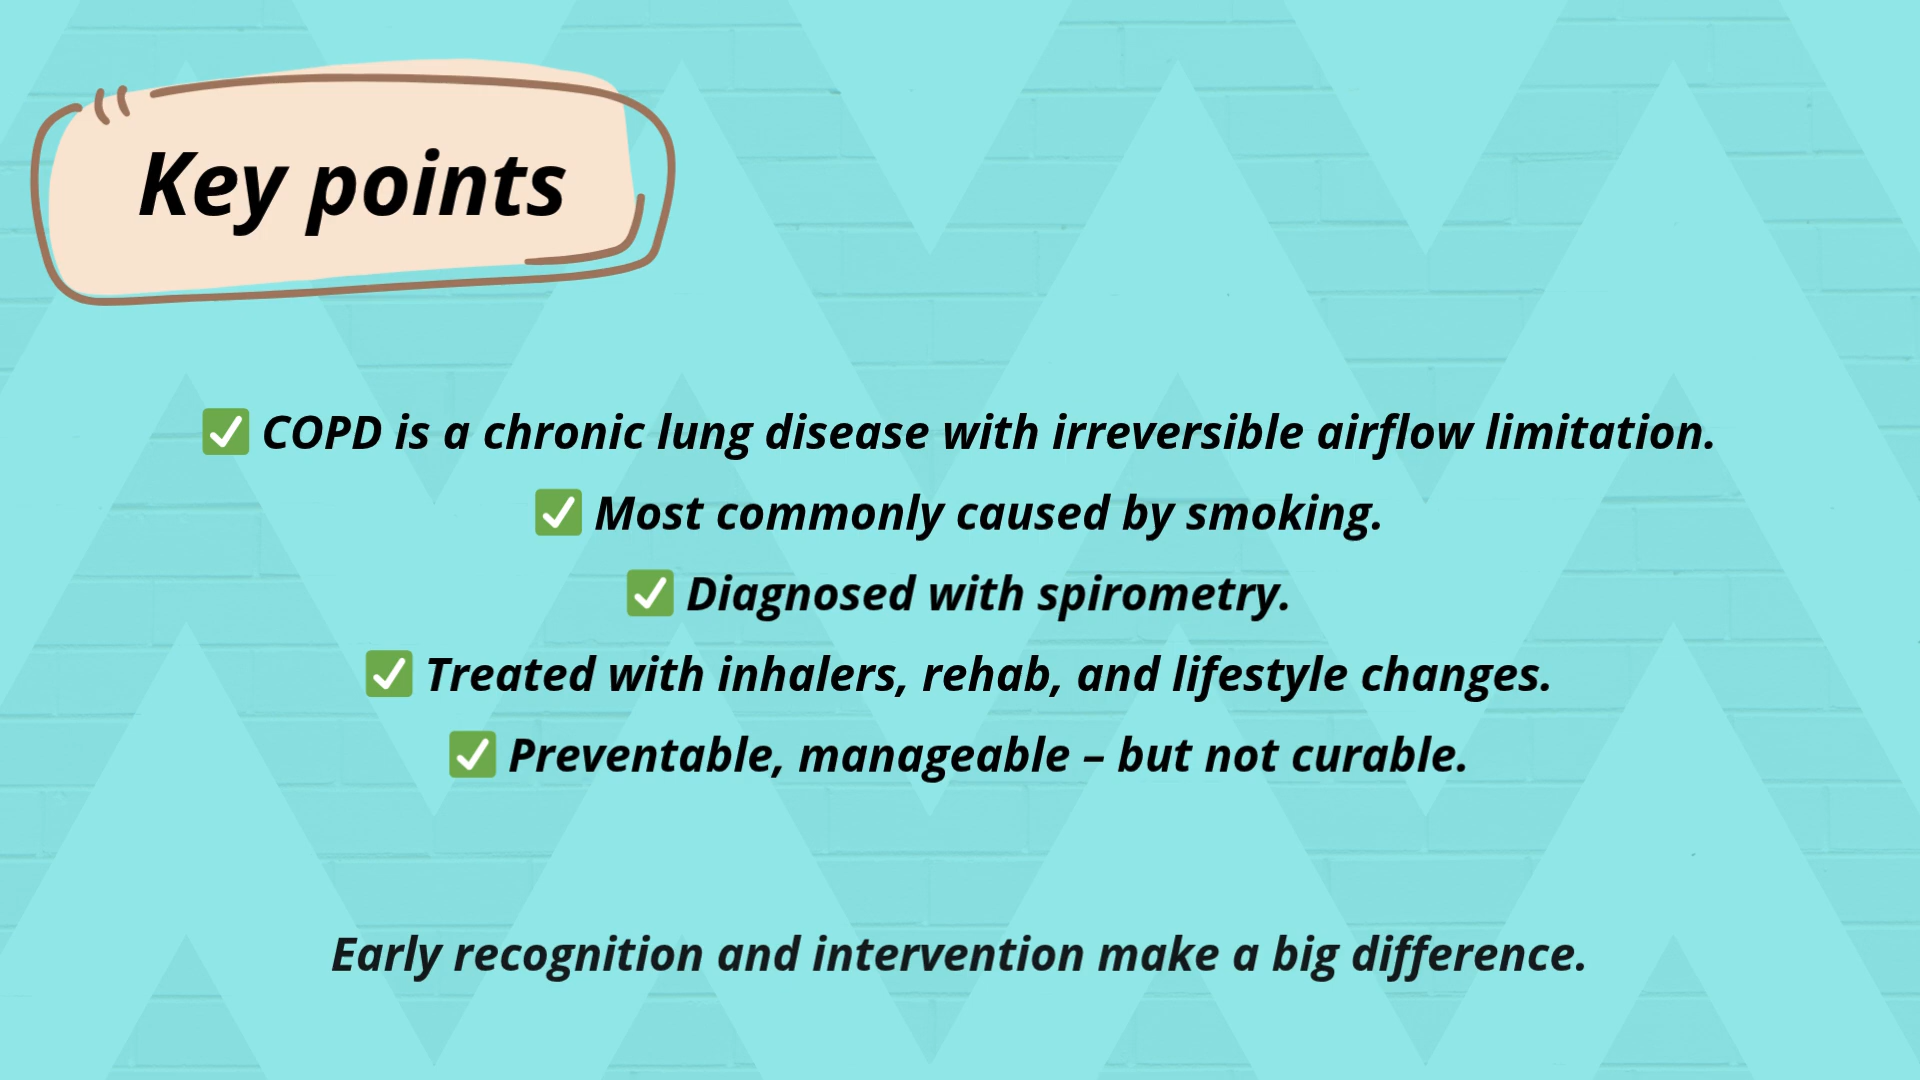 Key points
✅ COPD is a chronic lung disease with irreversible airflow limitation.
✅ Most commonly caused by smoking.
✅ Diagnosed with spirometry.
✅ Treated with inhalers, rehab, and lifestyle changes.
✅ Preventable, manageable – but not curable.
Early recognition and intervention make a big difference.